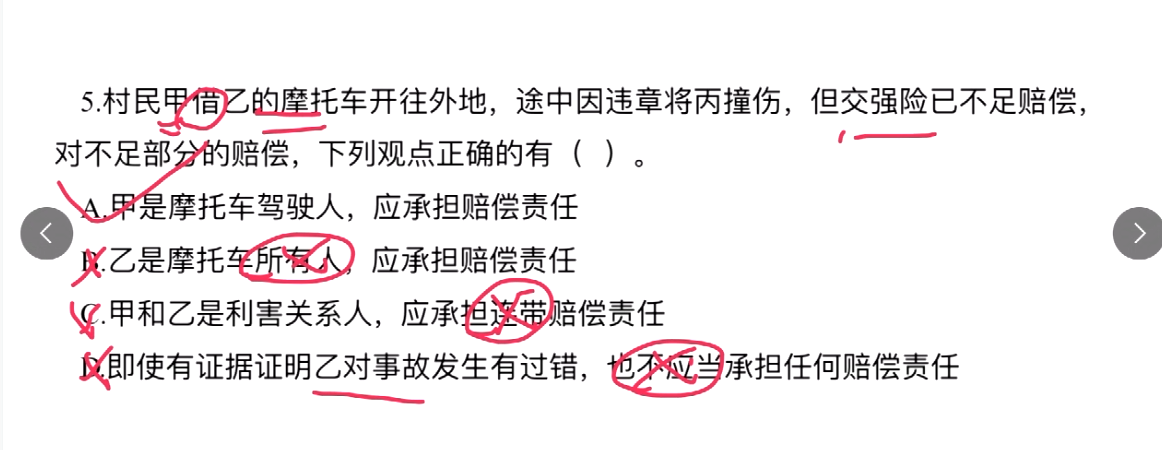 5.村民甲借乙的摩托车开往外地，途中因违章将丙撞伤，但交强险已不足赔偿，
对不足部分的赔偿，下列观点正确的有（ ）。
A.甲是摩托车驾驶人，应承担赔偿责任
B.乙是摩托车所有人，应承担赔偿责任
C.甲和乙是利害关系人，应承担连带赔偿责任
D.即使有证据证明乙对事故发生有过错，也不应当承担任何赔偿责任